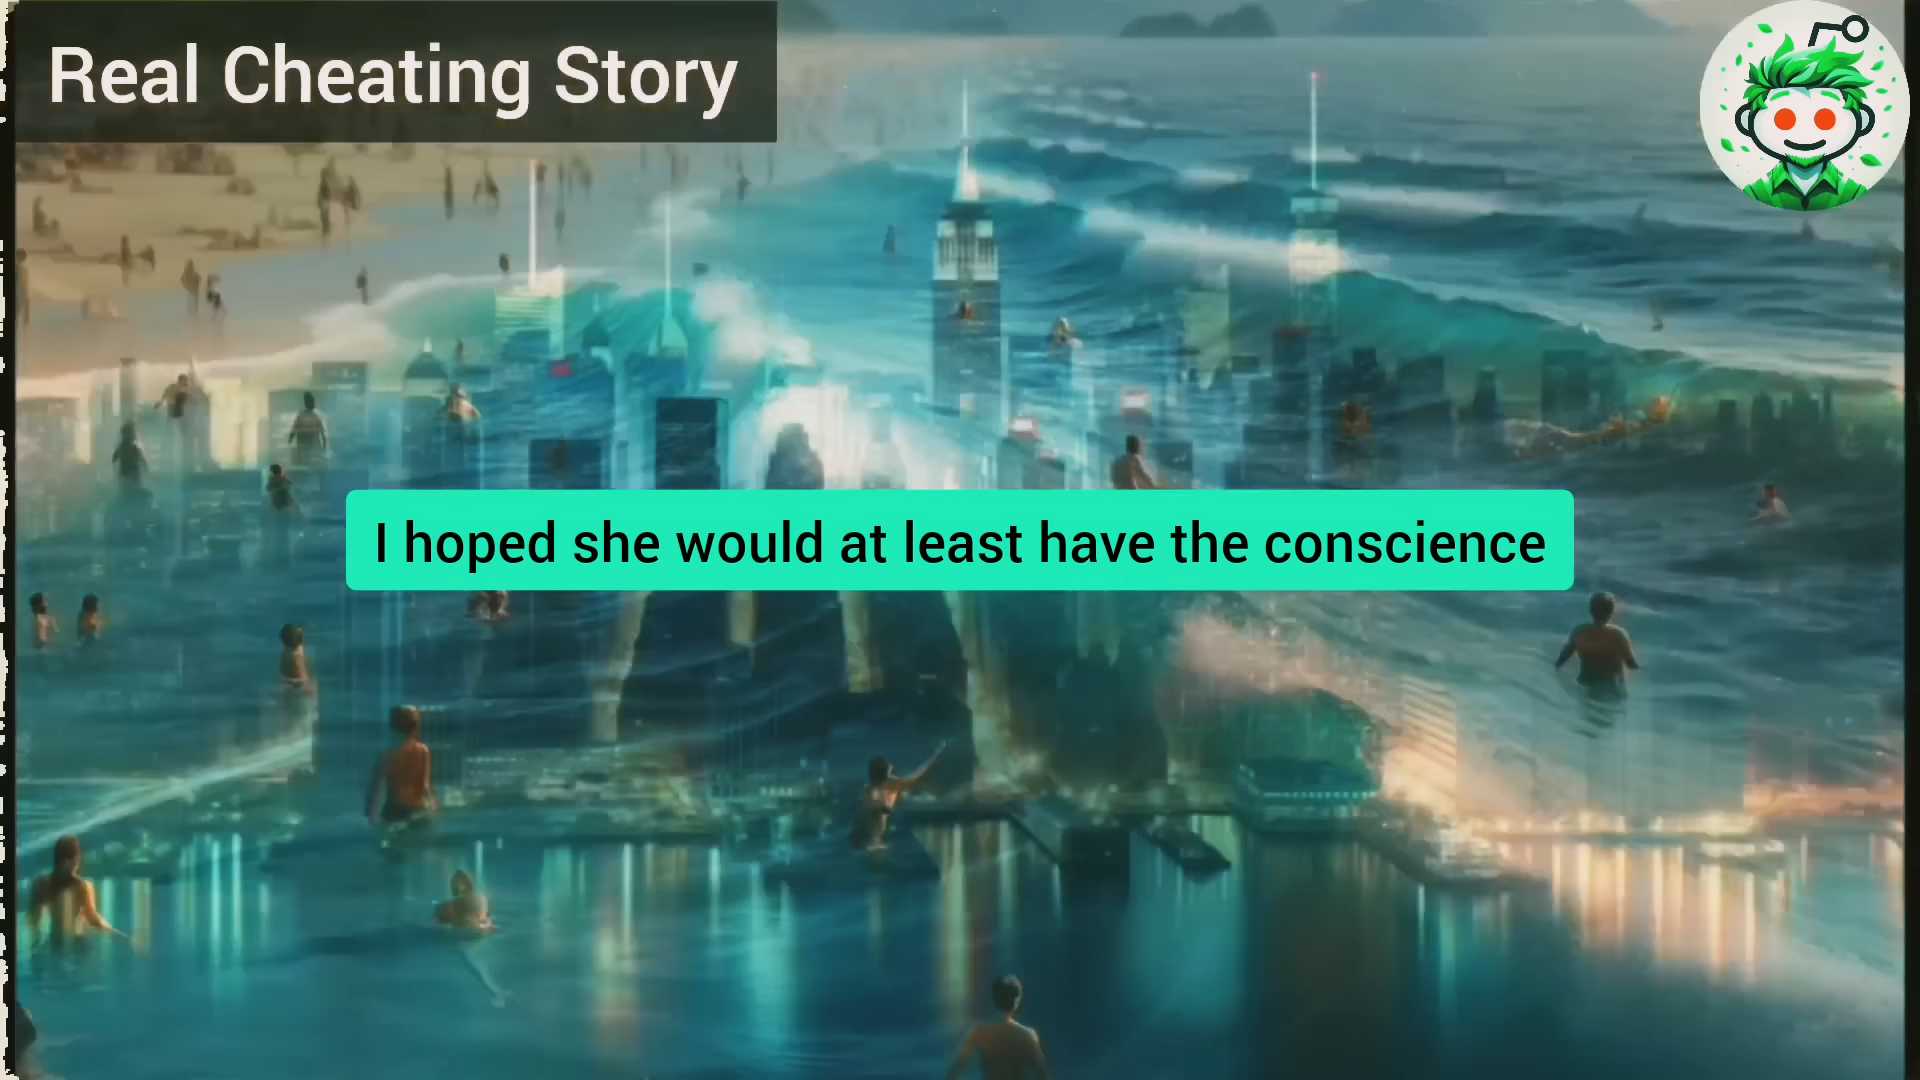 Real Cheating Story
I hoped she would at least have the conscience